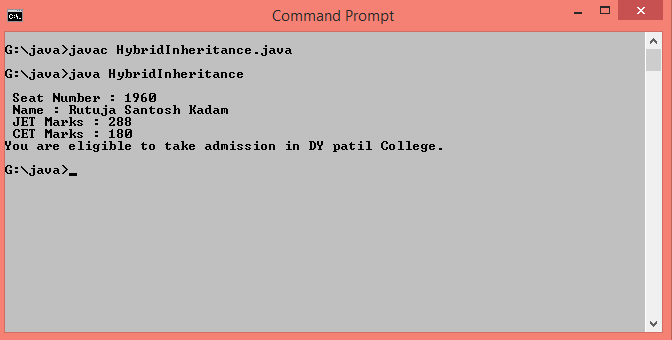 Command Prompt
G:\java>javac HybridInheritance.java
G:\java>java HybridInheritance
Seat Number : 1960
Name : Rutuja Santosh Kadam
JET Marks : 288
CET Marks : 180
You are eligible to take admission in DY patil College.
G:\java>_